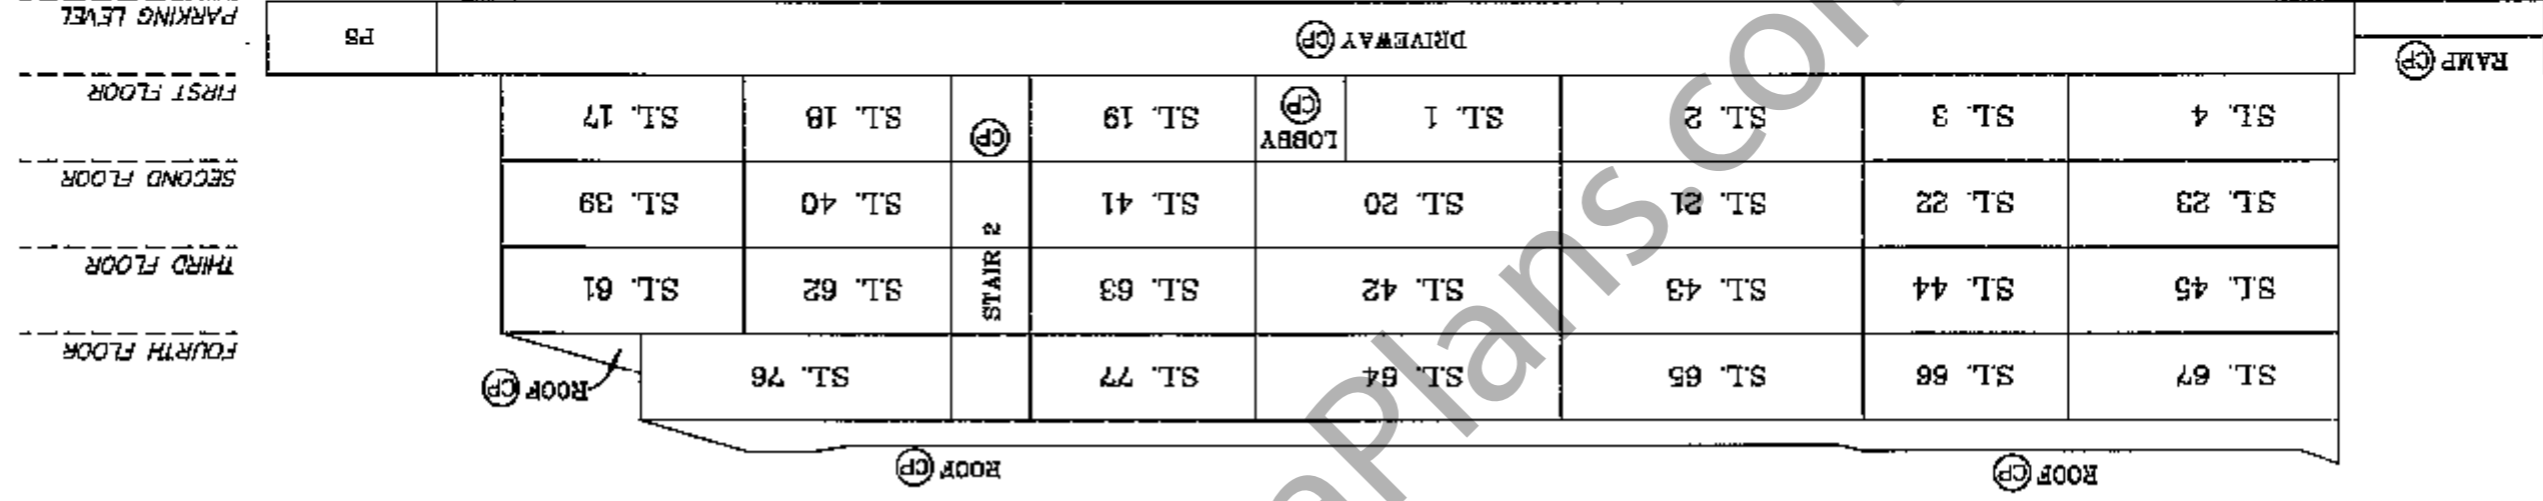 ROOF CP
ROOF CP
S.L. 67
S.L. 66
S.L. 65
S.L. 64
S.L. 77
S.L. 76
ROOF CP
FOURTH FLOOR
S.L. 45
S.L. 44
S.L. 43
S.L. 42
S.L. 63
STAIR 2
S.L. 62
S.L. 61
THIRD FLOOR
S.L. 23
S.L. 22
S.L. 21
S.L. 20
S.L. 41
S.L. 40
S.L. 39
SECOND FLOOR
S.L. 4
S.L. 3
S.L. 2
S.L. 1
LOBBY
CP
S.L. 19
CP
S.L. 18
S.L. 17
FIRST FLOOR
RAMP CP
DRIVEWAY CP
PS
PARKING LEVEL
aPlans.com